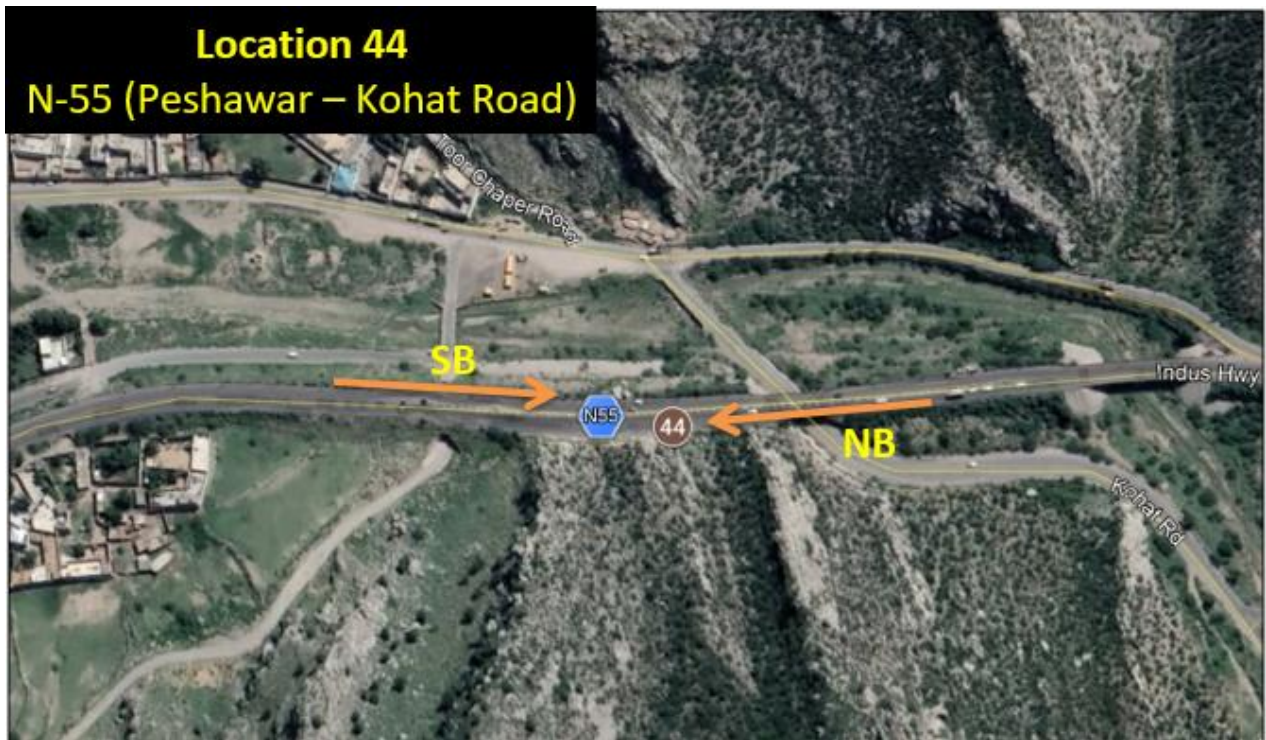 Location 44
N-55 (Peshawar – Kohat Road)
Toor Chaper Road
SB
Indus Hwy
N55
44
NB
Kohat Rd